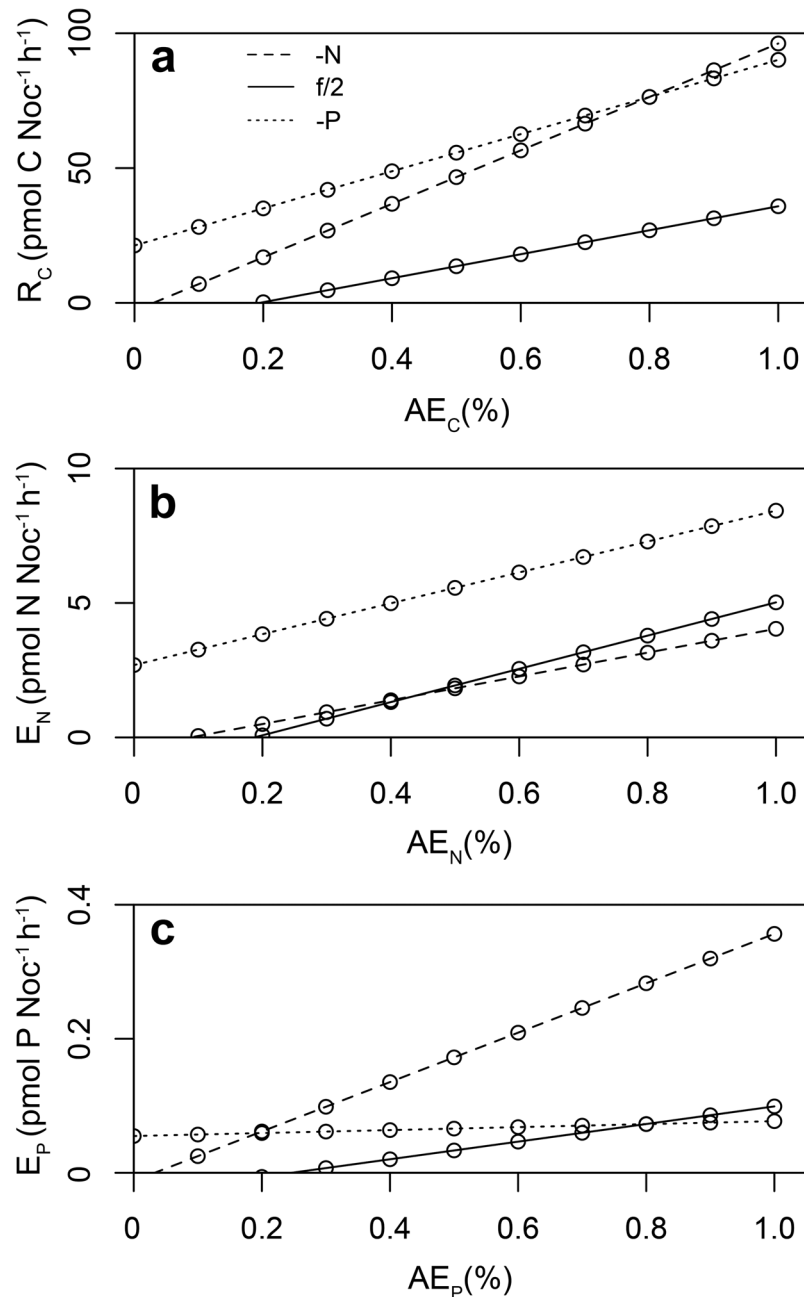 a
-N
f/2
-P
100
50
0
R_C (pmol C Noc⁻¹ h⁻¹)
0 0.2 0.4 0.6 0.8 1.0
AE_C(%)
b
10
5
0
E_N (pmol N Noc⁻¹ h⁻¹)
0 0.2 0.4 0.6 0.8 1.0
AE_N(%)
c
0.4
0.2
0
E_P (pmol P Noc⁻¹ h⁻¹)
0 0.2 0.4 0.6 0.8 1.0
AE_P(%)